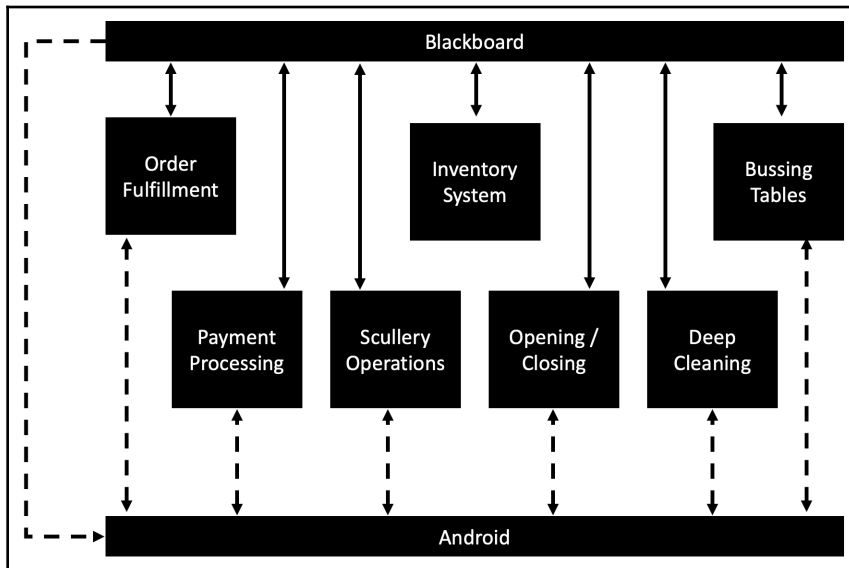 Blackboard
Order
Fulfillment
Inventory
System
Bussing
Tables
Payment
Processing
Scullery
Operations
Opening /
Closing
Deep
Cleaning
Android